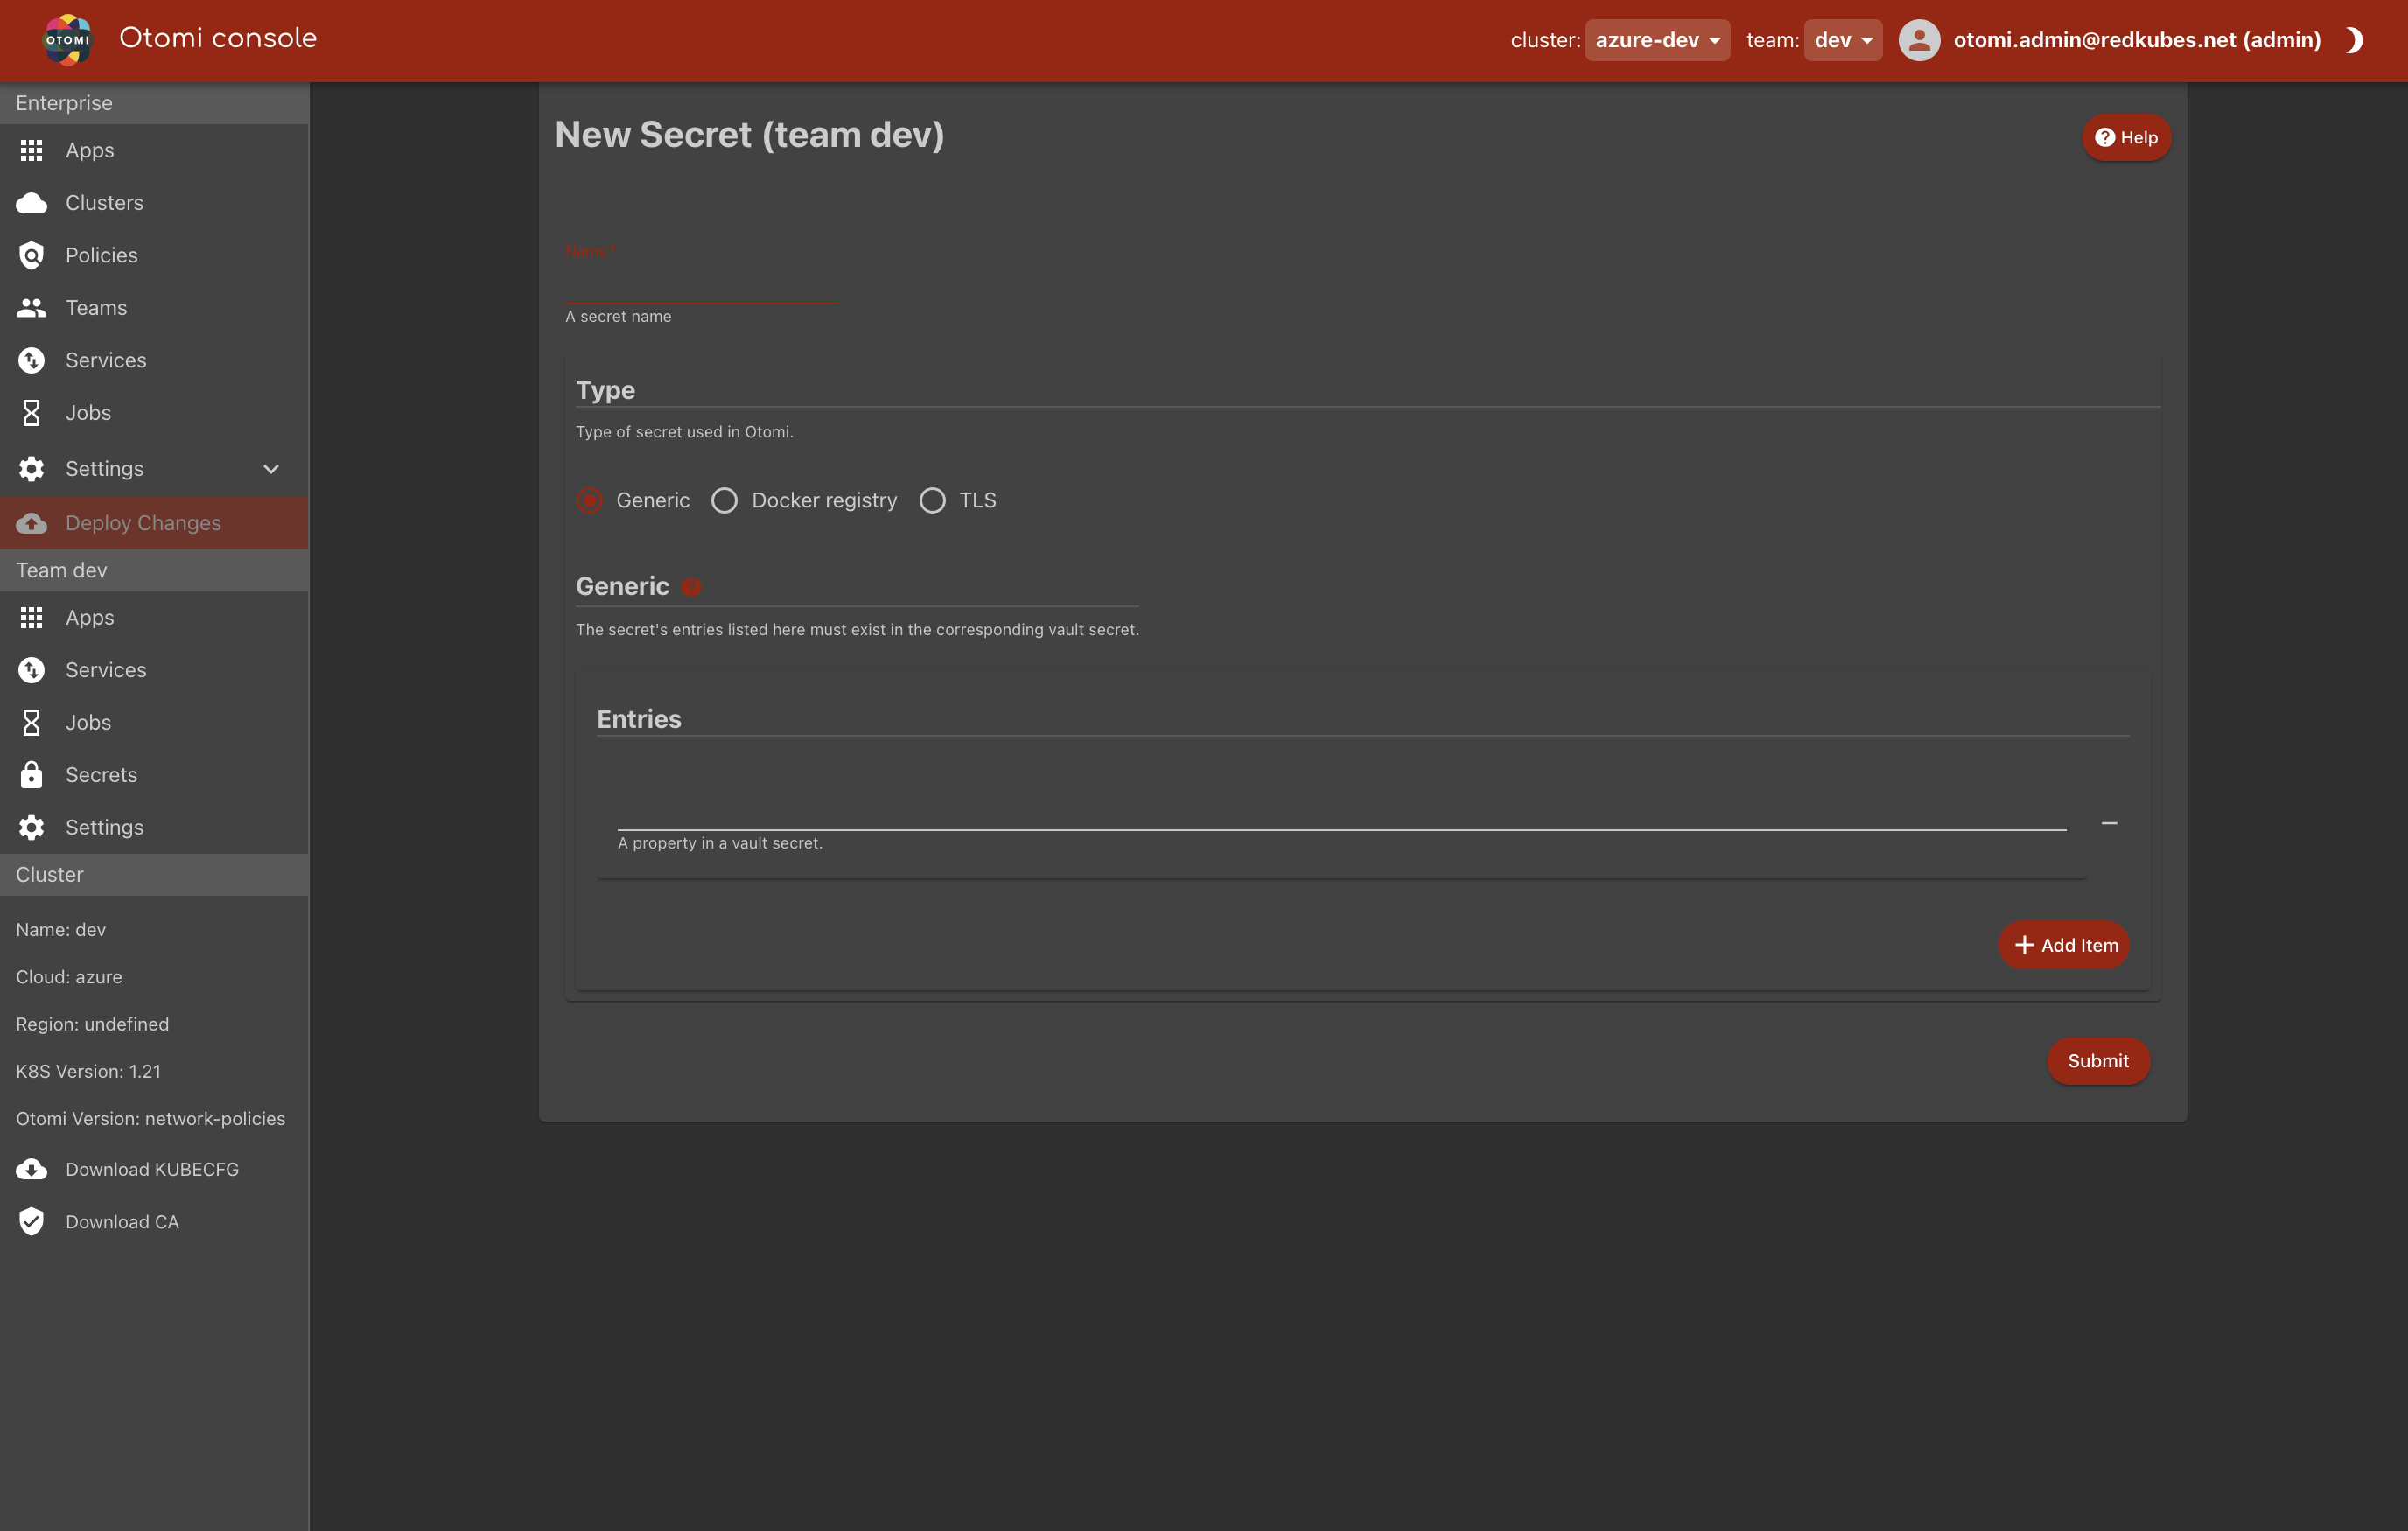 OTOMI
Otomi console
cluster: azure-dev team: dev otomi.admin@redkubes.net (admin)
Enterprise
Apps
Clusters
Policies
Teams
Services
Jobs
Settings
Deploy Changes
Team dev
Apps
Services
Jobs
Secrets
Settings
Cluster
Name: dev
Cloud: azure
Region: undefined
K8S Version: 1.21
Otomi Version: network-policies
Download KUBECFG
Download CA
New Secret (team dev)
? Help
Name *
A secret name
Type
Type of secret used in Otomi.
Generic Docker registry TLS
Generic ?
The secret's entries listed here must exist in the corresponding vault secret.
Entries
A property in a vault secret.
+ Add Item
Submit